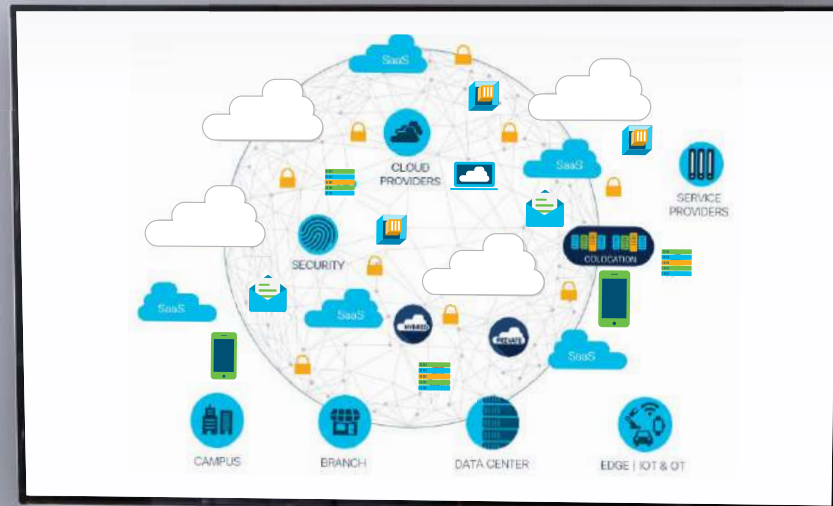 SaaS
CLOUD
PROVIDERS
SaaS
SERVICE
PROVIDERS
SECURITY
COLOCATION
SaaS
SaaS
HYBRID
PRIVATE
SaaS
CAMPUS
BRANCH
DATA CENTER
EDGE | IOT & OT